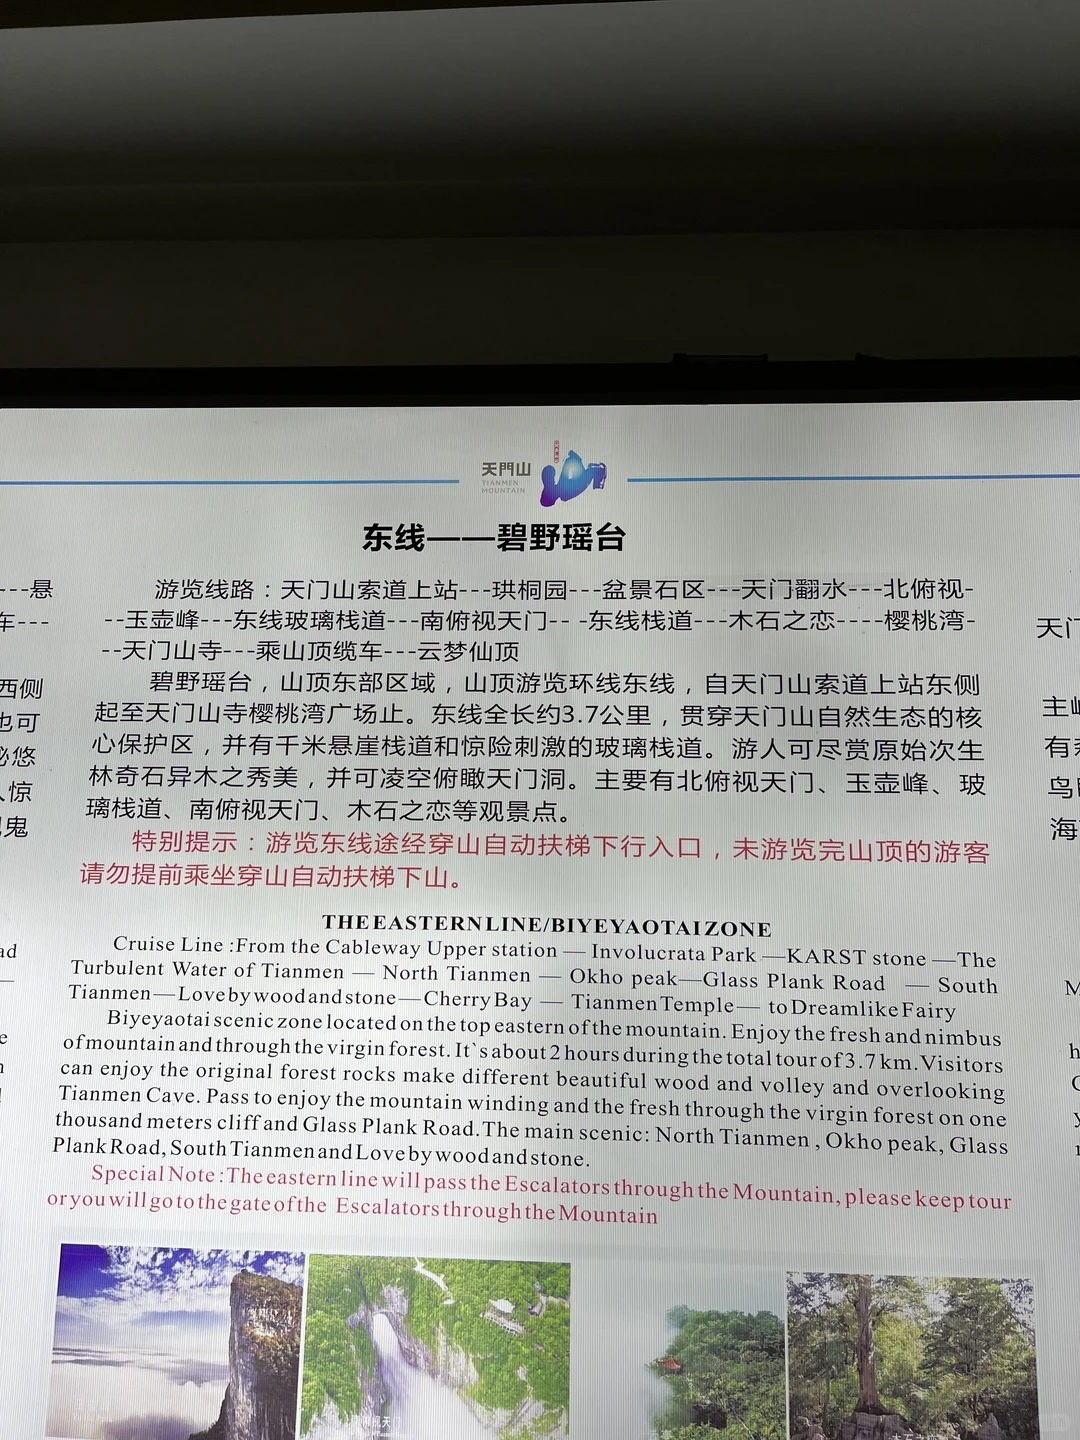 天門山
TIANMEN
MOUNTAIN
东线——碧野瑶台
游览线路：天门山索道上站---珙桐园---盆景石区---天门翻水---北俯视-
--玉壶峰---东线玻璃栈道---南俯视天门-- -东线栈道---木石之恋----樱桃湾-
--天门山寺---乘山顶缆车---云梦仙顶
碧野瑶台，山顶东部区域，山顶游览环线东线，自天门山索道上站东侧
起至天门山寺樱桃湾广场止。东线全长约3.7公里，贯穿天门山自然生态的核
心保护区，并有千米悬崖栈道和惊险刺激的玻璃栈道。游人可尽赏原始次生
林奇石异木之秀美，并可凌空俯瞰天门洞。主要有北俯视天门、玉壶峰、玻
璃栈道、南俯视天门、木石之恋等观景点。
特别提示：游览东线途经穿山自动扶梯下行入口，未游览完山顶的游客
请勿提前乘坐穿山自动扶梯下山。
THE EASTERN LINE/BIYEYAOTAI ZONE
Cruise Line :From the Cableway Upper station — Involucrata Park —KARST stone —The
Turbulent Water of Tianmen — North Tianmen — Okho peak—Glass Plank Road — South
Tianmen—Love by wood and stone—Cherry Bay — Tianmen Temple— to Dreamlike Fairy
Biyeyaotai scenic zone located on the top eastern of the mountain. Enjoy the fresh and nimbus
of mountain and through the virgin forest. It`s about 2 hours during the total tour of 3.7 km. Visitors
can enjoy the original forest rocks make different beautiful wood and volley and overlooking
Tianmen Cave. Pass to enjoy the mountain winding and the fresh through the virgin forest on one
thousand meters cliff and Glass Plank Road.The main scenic: North Tianmen , Okho peak, Glass
Plank Road, South Tianmen and Love by wood and stone.
Special Note :The eastern line will pass the Escalators through the Mountain, please keep tour
or you will go to the gate of the Escalators through the Mountain
---悬
车---
西侧
也可
秘悠
人惊
鬼
ad
—
e
天门
主峰
有
鸟
海
M
h
y